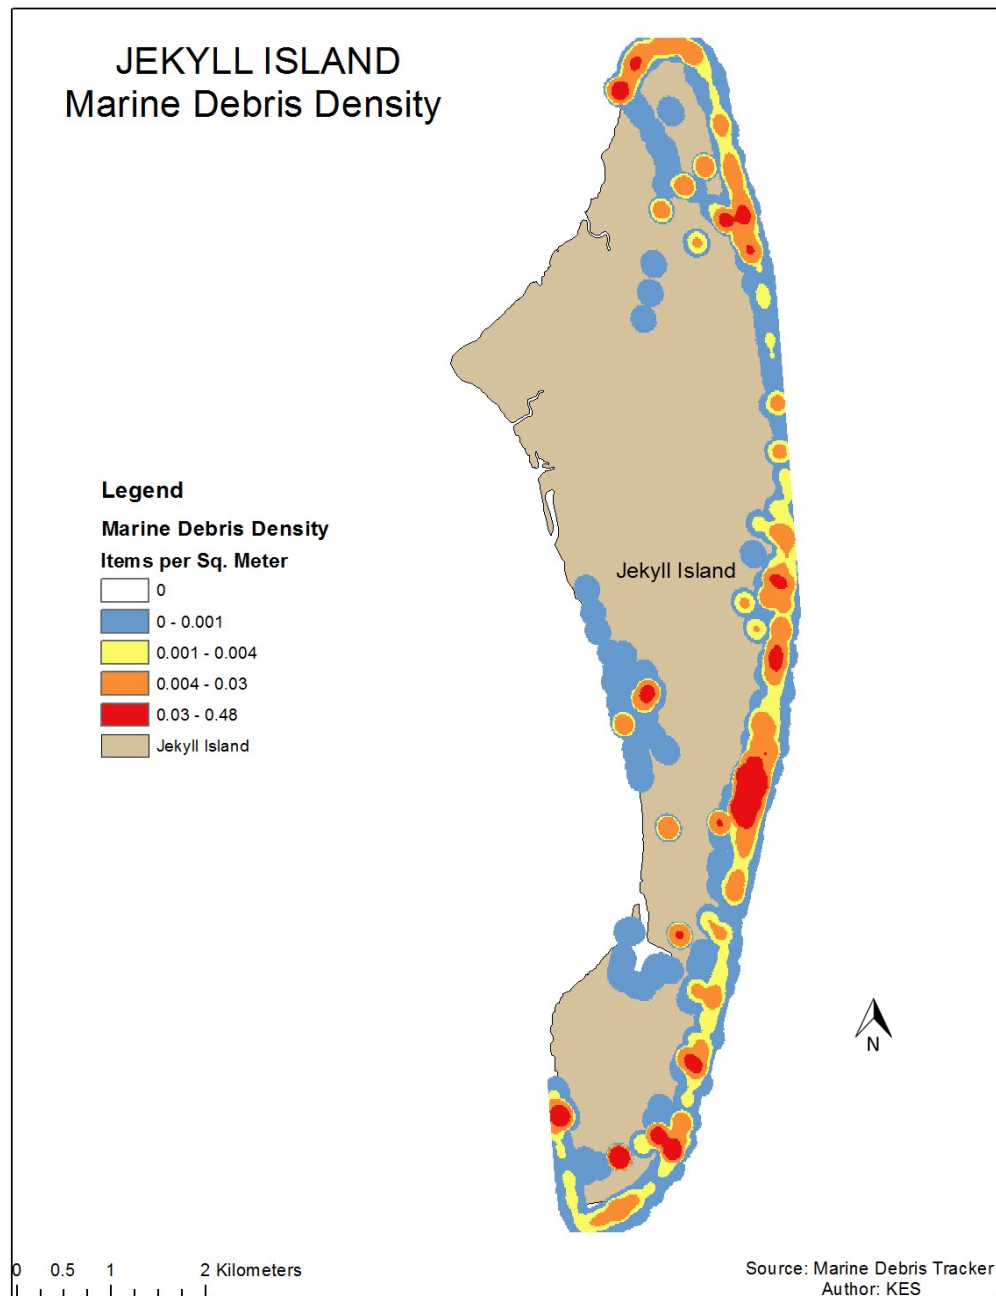 JEKYLL ISLAND
Marine Debris Density
Legend
Marine Debris Density
Items per Sq. Meter
0
0 - 0.001
0.001 - 0.004
0.004 - 0.03
0.03 - 0.48
Jekyll Island
Jekyll Island
N
0 0.5 1 2 Kilometers
Source: Marine Debris Tracker
Author: KES